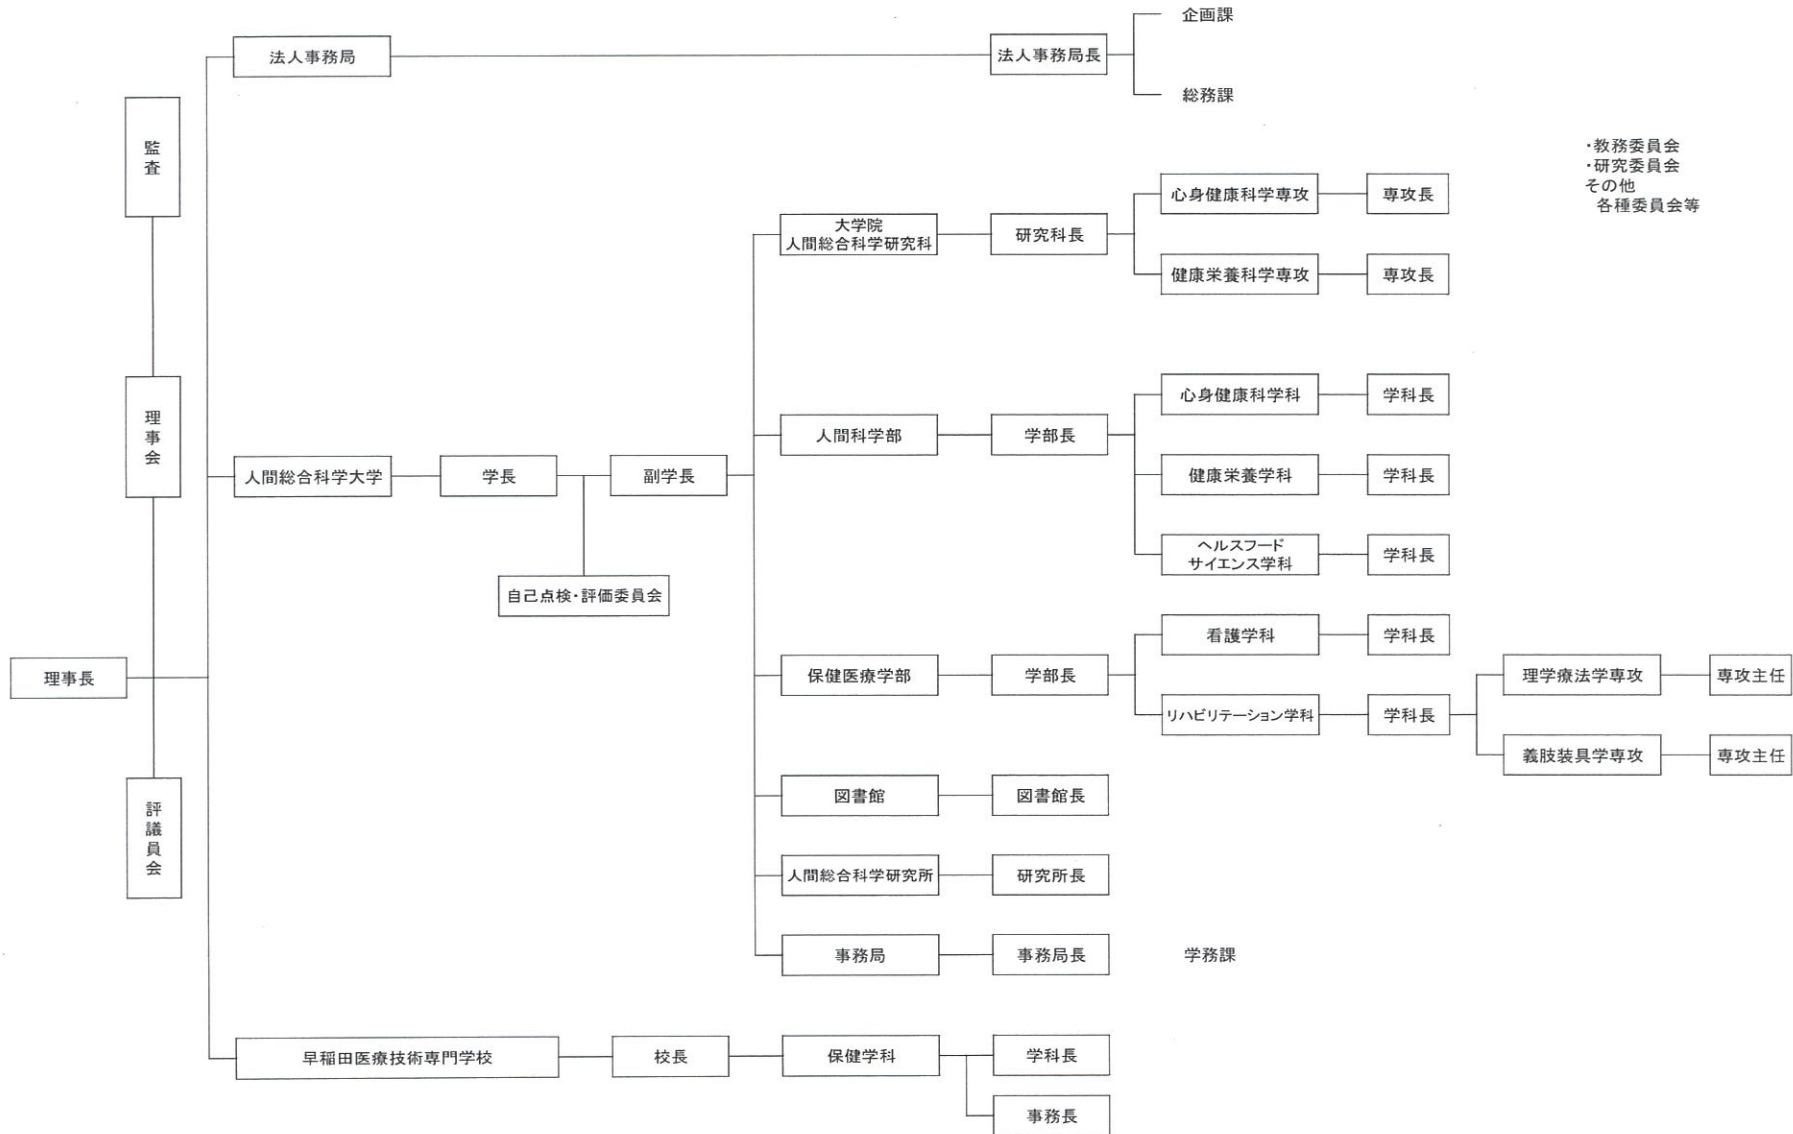 企画課
法人事務局
法人事務局長
総務課
監査
・教務委員会
・研究委員会
その他
各種委員会等
大学院
人間総合科学研究科
研究科長
心身健康科学専攻
専攻長
健康栄養科学専攻
専攻長
理事会
人間総合科学大学
学長
副学長
自己点検・評価委員会
人間科学部
学部長
心身健康科学科
学科長
健康栄養学科
学科長
ヘルスフード
サイエンス学科
学科長
理事長
保健医療学部
学部長
看護学科
学科長
リハビリテーション学科
学科長
理学療法学専攻
専攻主任
義肢装具学専攻
専攻主任
評議員会
図書館
図書館長
人間総合科学研究所
研究所長
事務局
事務局長
学務課
早稲田医療技術専門学校
校長
保健学科
学科長
事務長